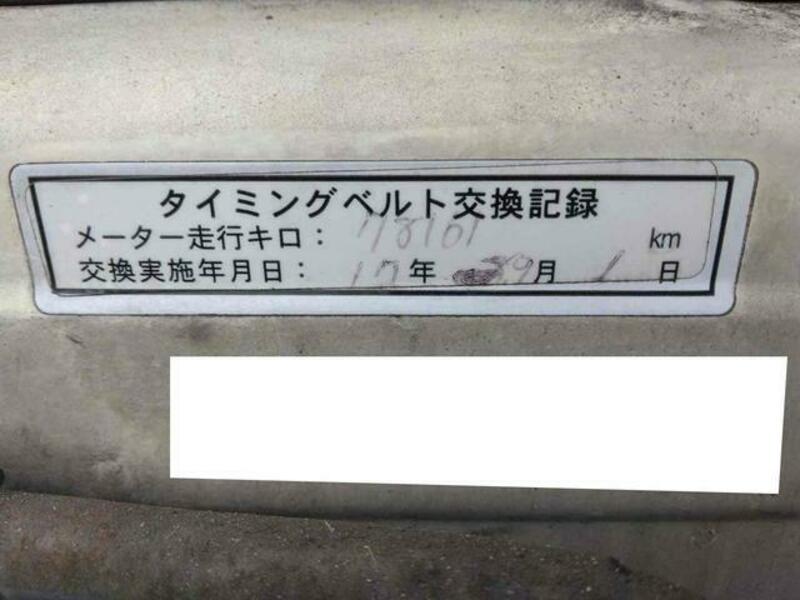 タイミングベルト交換記録
メーター走行キロ： 78101 km
交換実施年月日： 17年 9月 1日